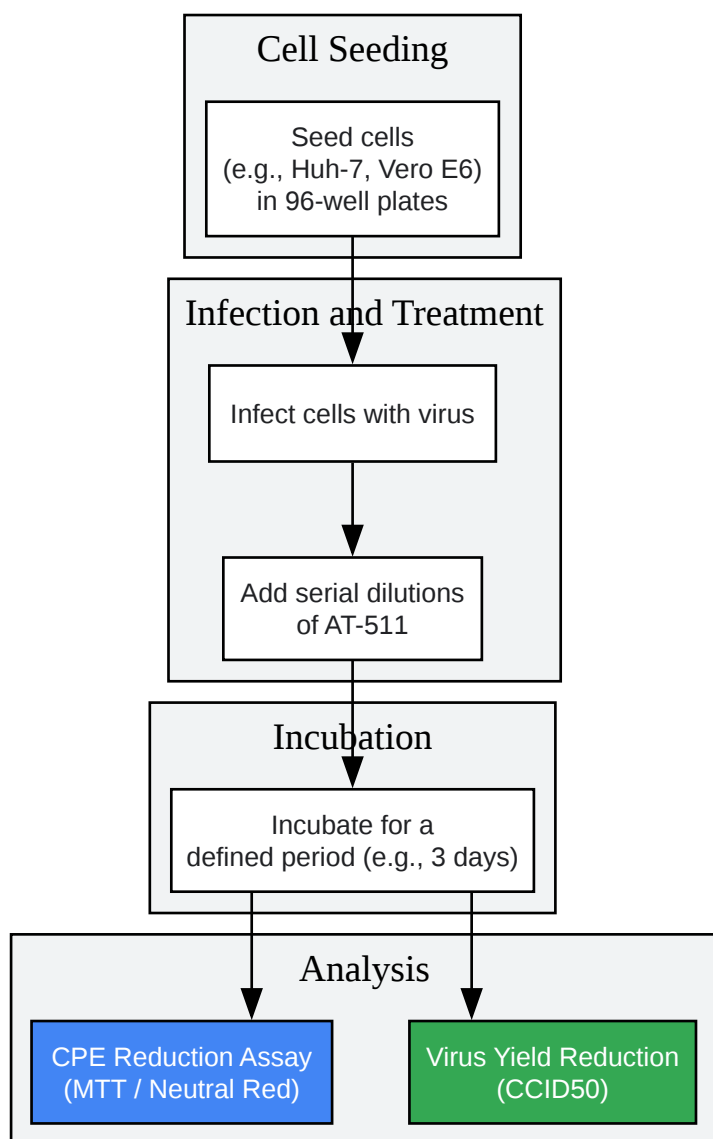 Cell Seeding
Seed cells
(e.g., Huh-7, Vero E6)
in 96-well plates
Infection and Treatment
Infect cells with virus
Add serial dilutions
of AT-511
Incubation
Incubate for a
defined period (e.g., 3 days)
Analysis
CPE Reduction Assay
(MTT / Neutral Red)
Virus Yield Reduction
(CCID50)